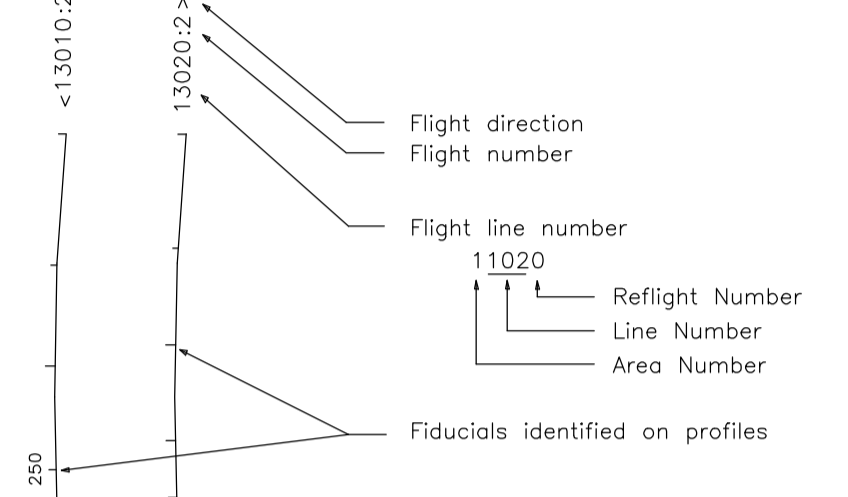 <13010:2
13020:2>
Flight direction
Flight number
Flight line number
11020
Reflight Number
Line Number
Area Number
Fiducials identified on profiles
250